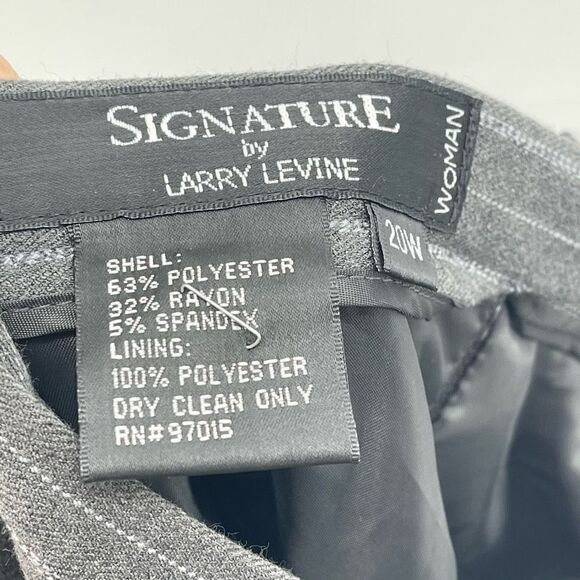 SIGNATURE
by
LARRY LEVINE
WOMAN
20W
SHELL:
63% POLYESTER
32% RAYON
5% SPANDEX
LINING:
100% POLYESTER
DRY CLEAN ONLY
RN#97015